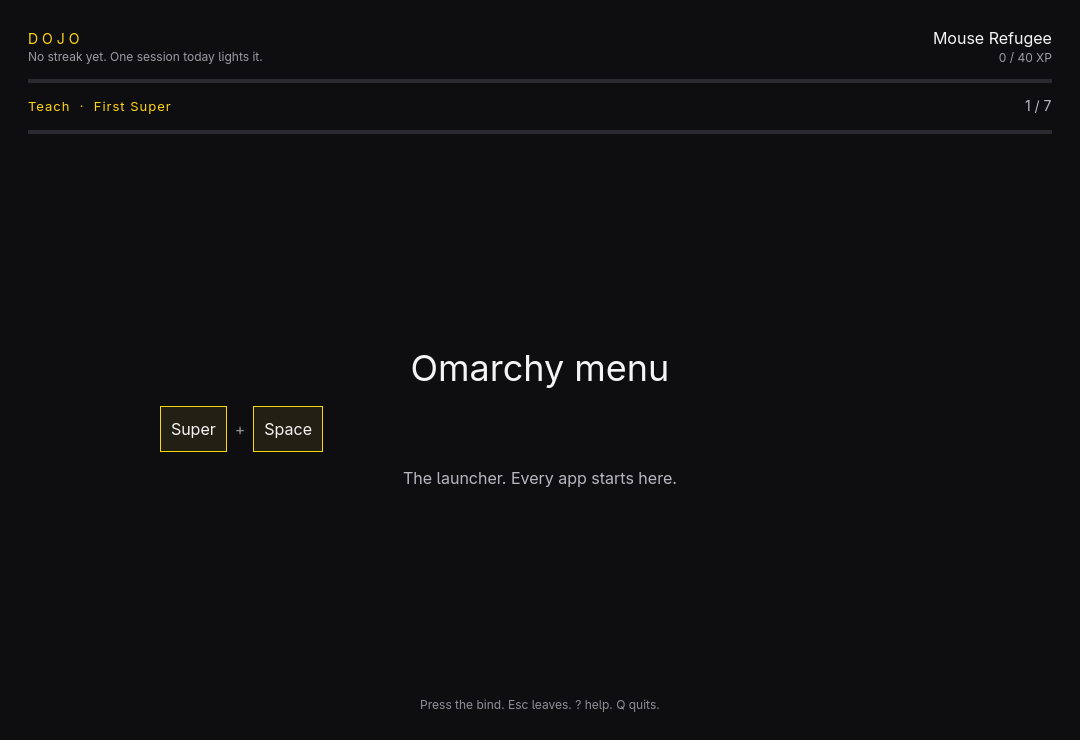 DOJO
Mouse Refugee
No streak yet. One session today lights it.
0 / 40 XP
Teach · First Super
1 / 7
Omarchy menu
Super + Space
The launcher. Every app starts here.
Press the bind. Esc leaves. ? help. Q quits.